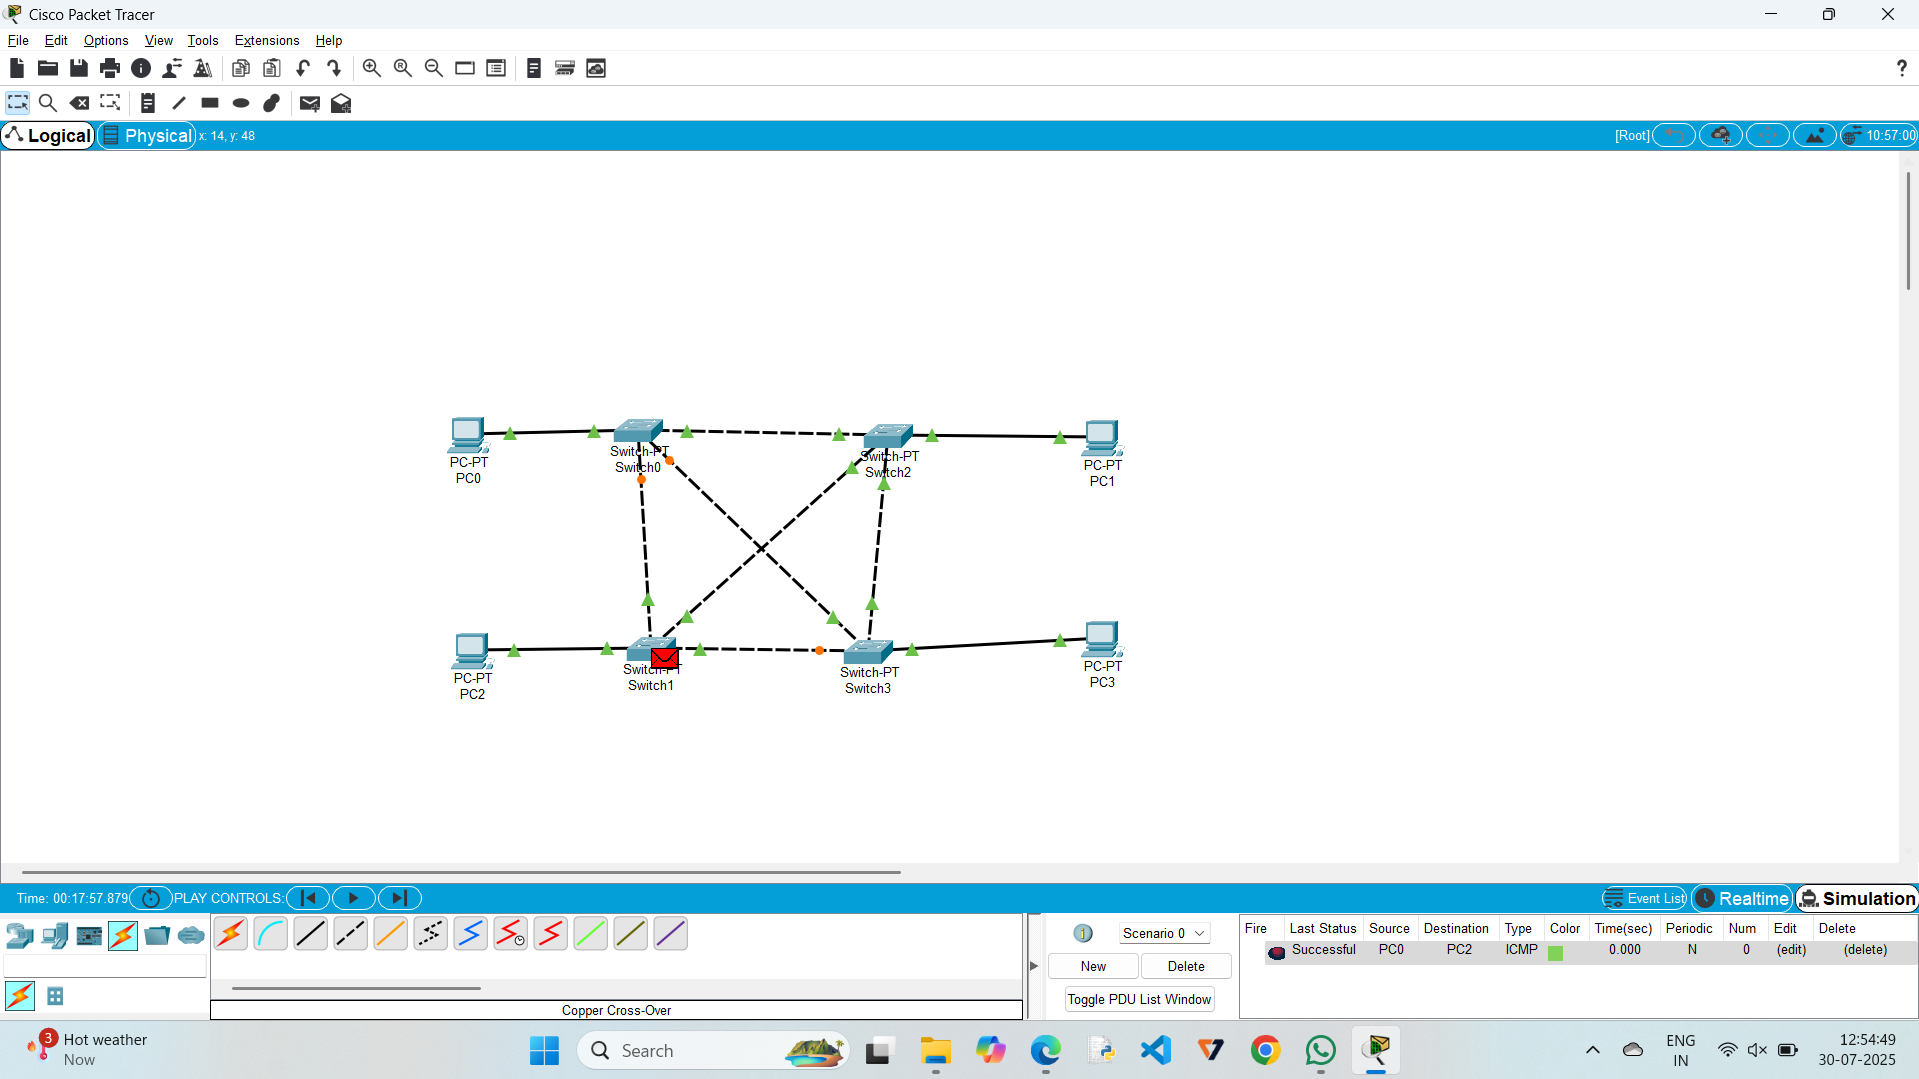 Cisco Packet Tracer
File Edit Options View Tools Extensions Help
Logical Physical x: 14, y: 48 [Root] 10:57:00
PC-PT
PC0
Switch-PT
Switch0
Switch-PT
Switch2
PC-PT
PC1
PC-PT
PC2
Switch-PT
Switch1
Switch-PT
Switch3
PC-PT
PC3
Time: 00:17:57.879 PLAY CONTROLS: Event List Realtime Simulation
Scenario 0
New Delete
Toggle PDU List Window
Fire Last Status Source Destination Type Color Time(sec) Periodic Num Edit Delete
Successful PC0 PC2 ICMP 0.000 N 0 (edit) (delete)
Copper Cross-Over
3 Hot weather
Now
Search
ENG
IN
12:54:49
30-07-2025